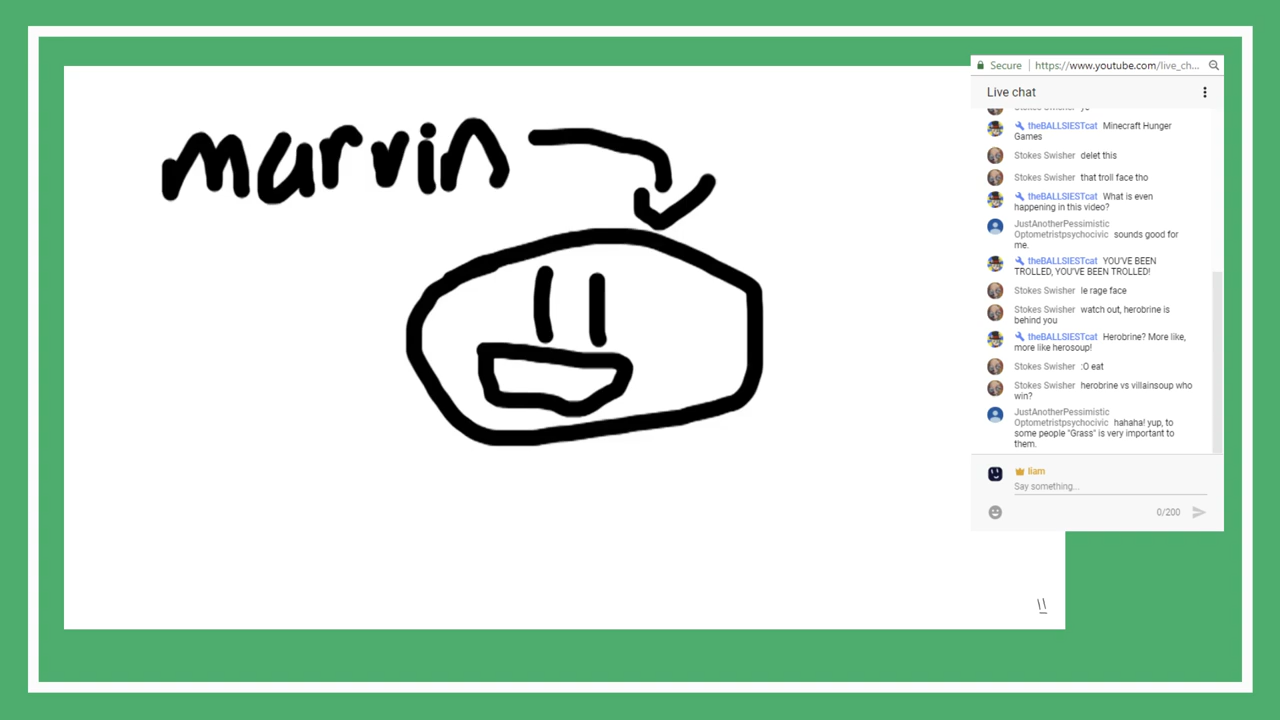 marvin
Secure
https://www.youtube.com/live_ch...
Live chat
theBALLSIESTcat Minecraft Hunger
Games
Stokes Swisher delet this
Stokes Swisher that troll face tho
theBALLSIESTcat What is even
happening in this video?
JustAnotherPessimistic
Optometristpsychocivic sounds good for
me.
theBALLSIESTcat YOU'VE BEEN
TROLLED, YOU'VE BEEN TROLLED!
Stokes Swisher le rage face
Stokes Swisher watch out, herobrine is
behind you
theBALLSIESTcat Herobrine? More like,
more like herosoup!
Stokes Swisher :O eat
Stokes Swisher herobrine vs villainsoup who
win?
JustAnotherPessimistic
Optometristpsychocivic hahaha! yup, to
some people "Grass" is very important to
them.
liam
Say something...
0/200